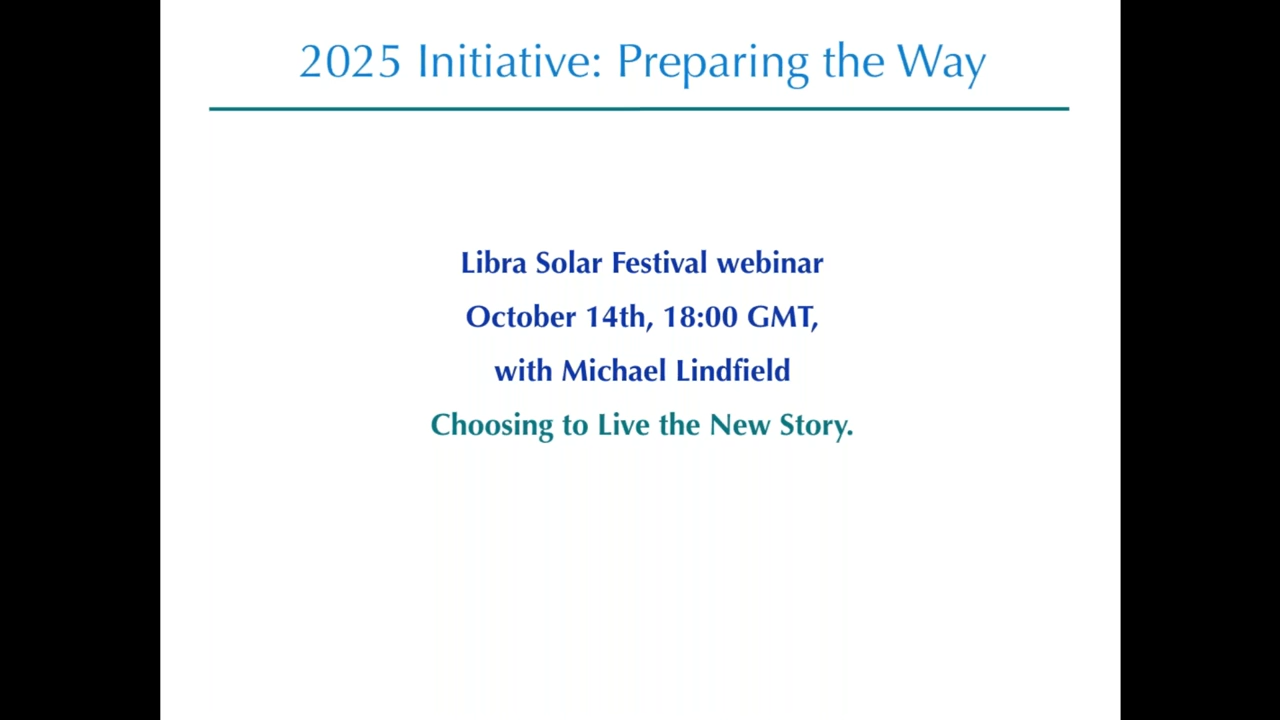 2025 Initiative: Preparing the Way
Libra Solar Festival webinar
October 14th, 18:00 GMT,
with Michael Lindfield
Choosing to Live the New Story.